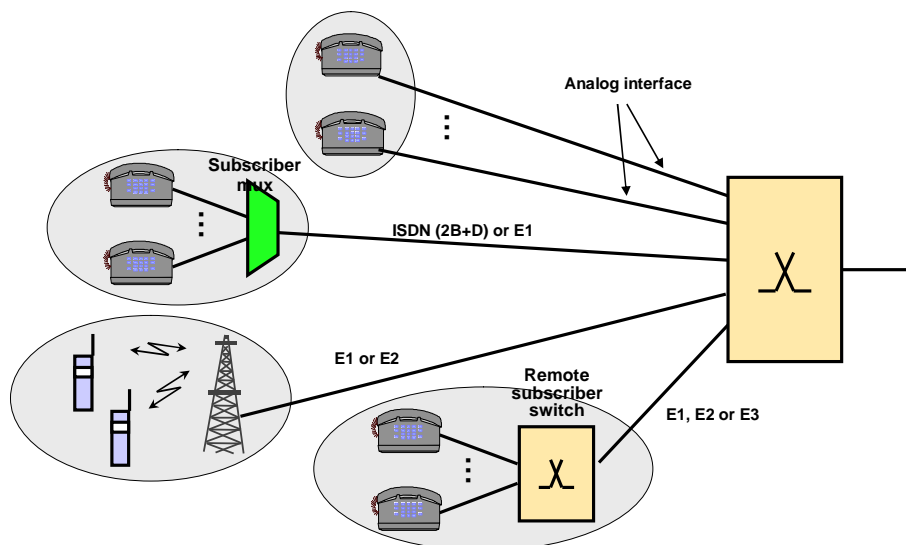 Analog interface
Subscriber
mux
ISDN (2B+D) or E1
E1 or E2
Remote
subscriber
switch
E1, E2 or E3